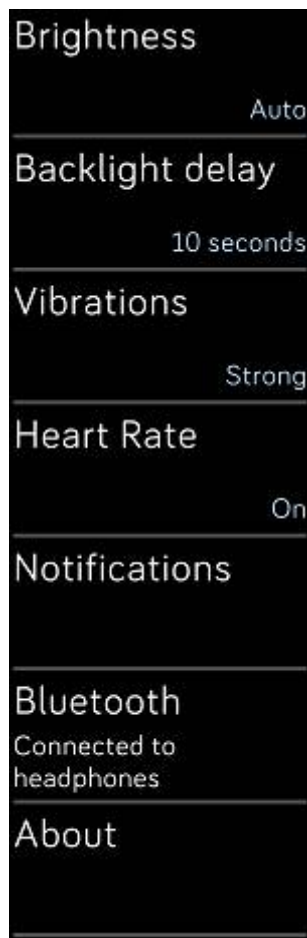 Brightness
Auto
Backlight delay
10 seconds
Vibrations
Strong
Heart Rate
On
Notifications
Bluetooth
Connected to
headphones
About